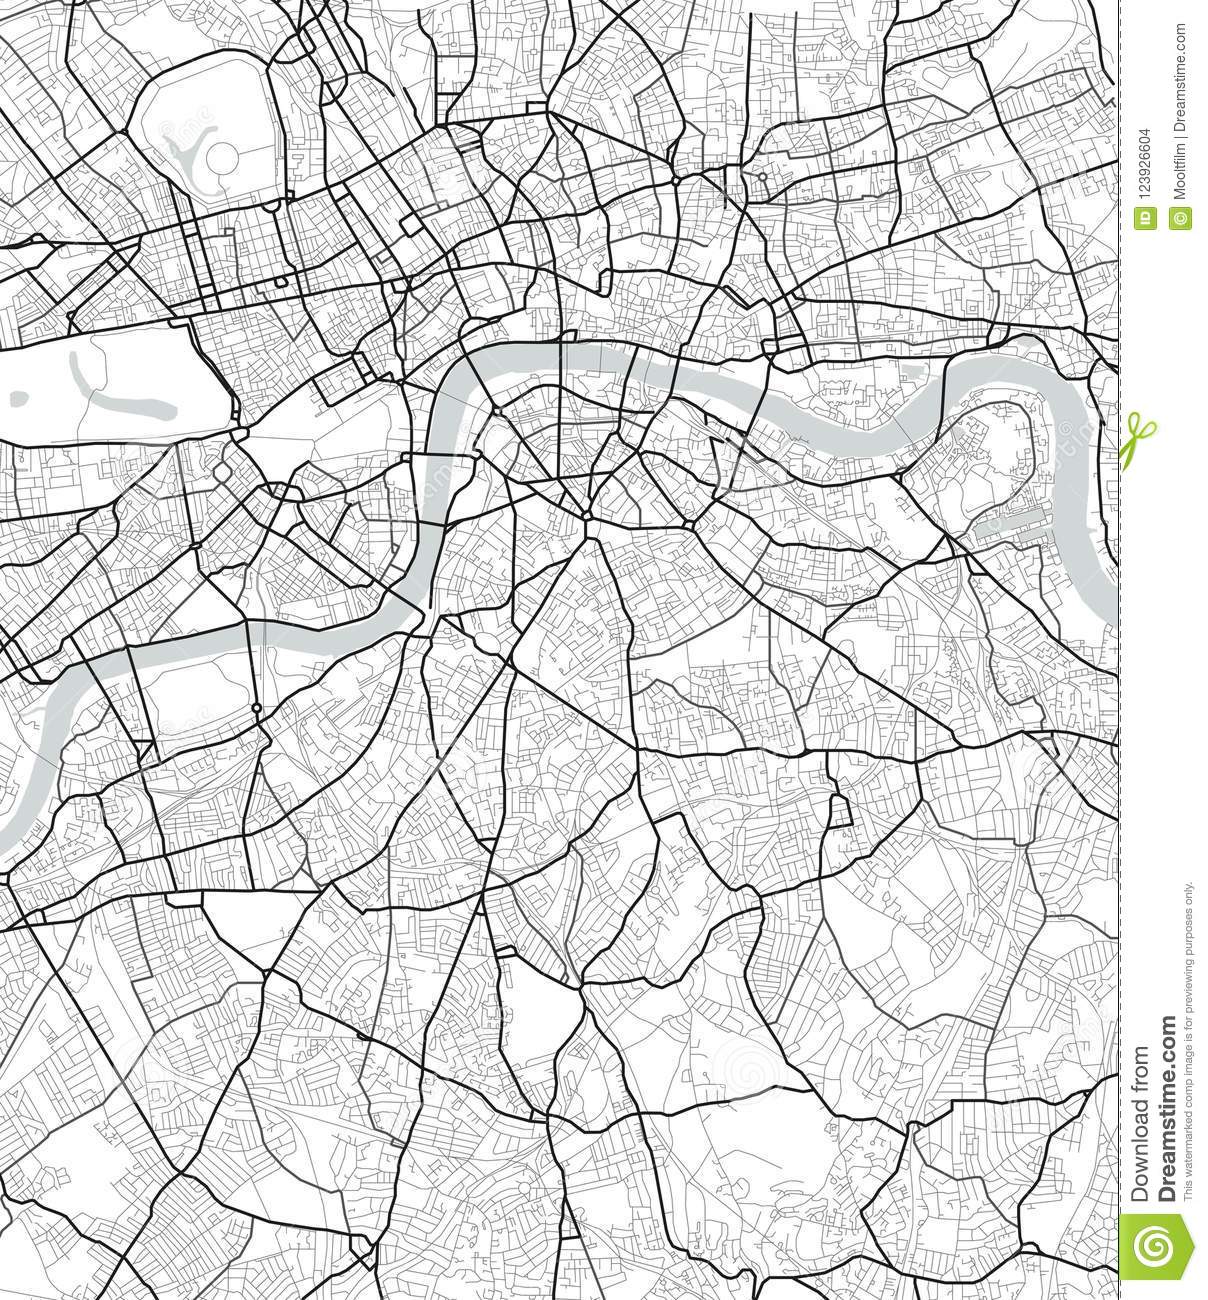 ID 123926604
© Mooltfilm | Dreamstime.com
Download from
Dreamstime.com
This watermarked comp image is for previewing purposes only.